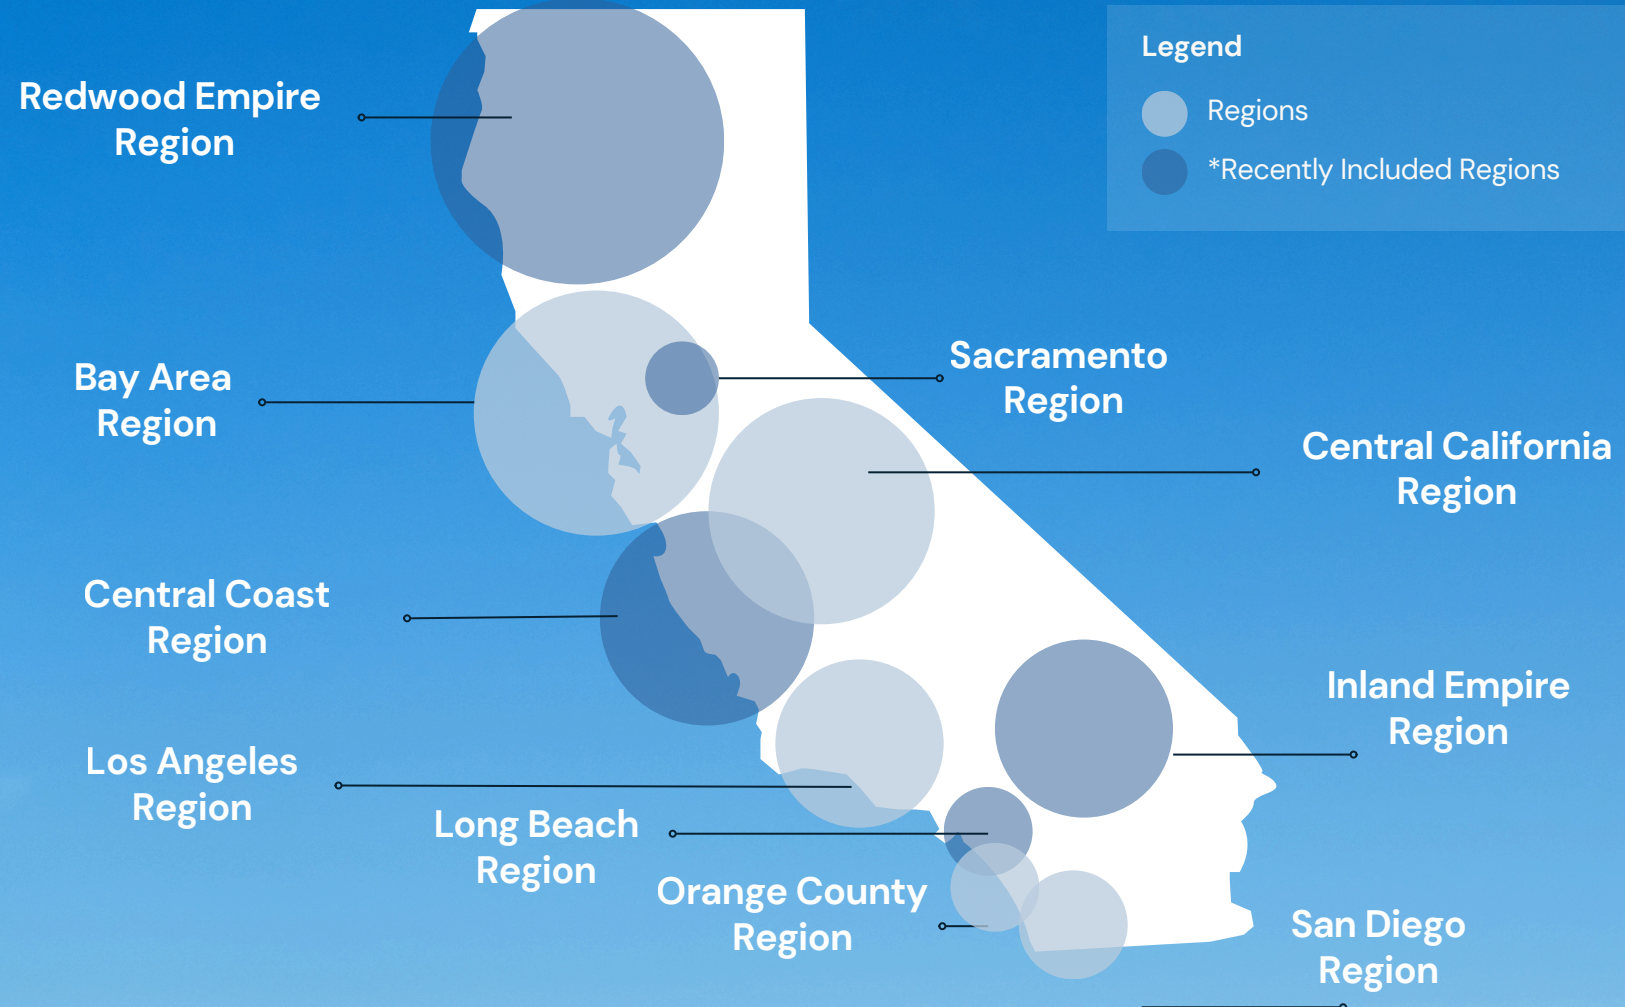 Legend
Regions
*Recently Included Regions
Redwood Empire
Region
Bay Area
Region
Sacramento
Region
Central California
Region
Central Coast
Region
Inland Empire
Region
Los Angeles
Region
Long Beach
Region
Orange County
Region
San Diego
Region